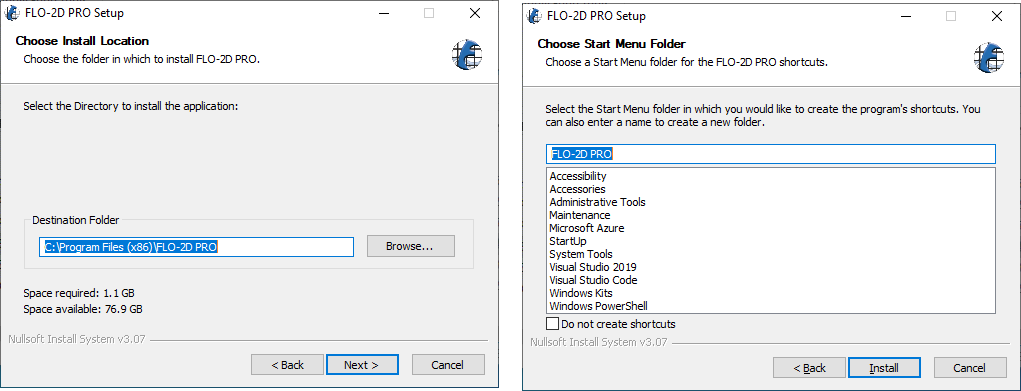 FLO-2D PRO Setup
Choose Install Location
Choose the folder in which to install FLO-2D PRO.
Select the Directory to install the application:
Destination Folder
C:\Program Files (x86)\FLO-2D PRO
Browse...
Space required: 1.1 GB
Space available: 76.9 GB
Nullsoft Install System v3.07
< Back
Next >
Cancel
FLO-2D PRO Setup
Choose Start Menu Folder
Choose a Start Menu folder for the FLO-2D PRO shortcuts.
Select the Start Menu folder in which you would like to create the program's shortcuts. You
can also enter a name to create a new folder.
FLO-2D PRO
Accessibility
Accessories
Administrative Tools
Maintenance
Microsoft Azure
StartUp
System Tools
Visual Studio 2019
Visual Studio Code
Windows Kits
Windows PowerShell
Do not create shortcuts
Nullsoft Install System v3.07
< Back
Install
Cancel